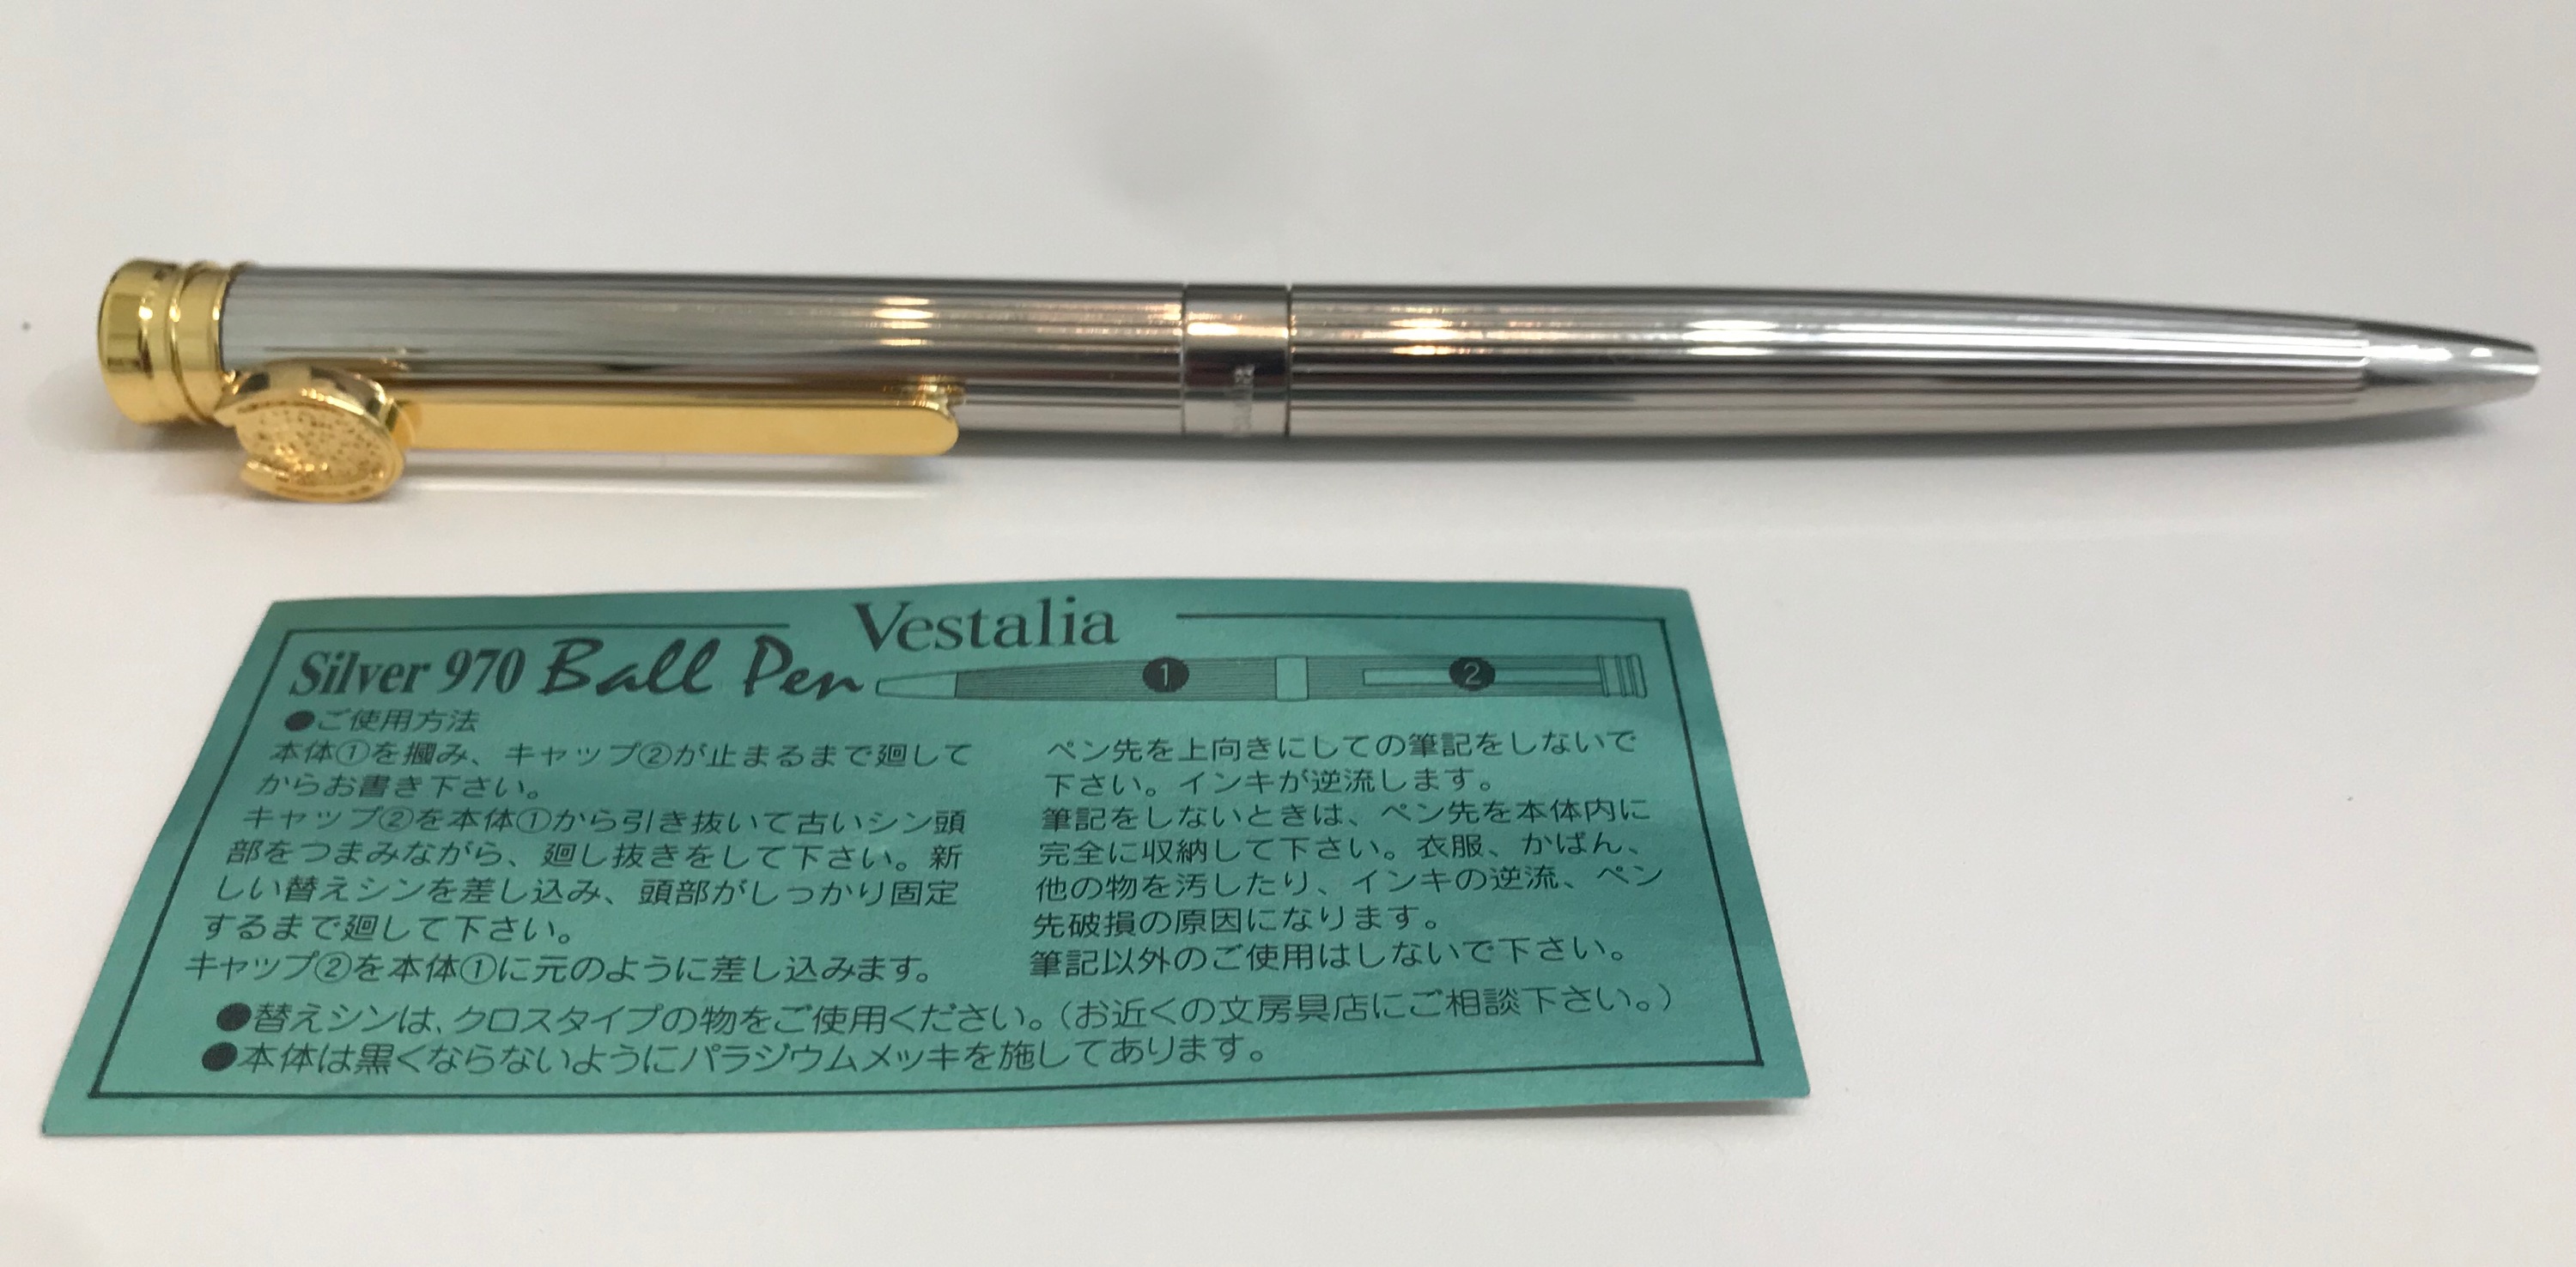 Vestalia
Silver 970 Ball Pen
① ②
●ご使用方法
本体①を摑み、キャップ②が止まるまで廻して
からお書き下さい。
キャップ②を本体①から引き抜いて古いシン頭
部をつまみながら、廻し抜きをして下さい。新
しい替えシンを差し込み、頭部がしっかり固定
するまで廻して下さい。
キャップ②を本体①に元のように差し込みます。
ペン先を上向きにしての筆記をしないで
下さい。インキが逆流します。
筆記をしないときは、ペン先を本体内に
完全に収納して下さい。衣服、かばん、
他の物を汚したり、インキの逆流、ペン
先破損の原因になります。
筆記以外のご使用はしないで下さい。
●替えシンは、クロスタイプの物をご使用ください。(お近くの文房具店にご相談下さい。)
●本体は黒くならないようにパラジウムメッキを施してあります。